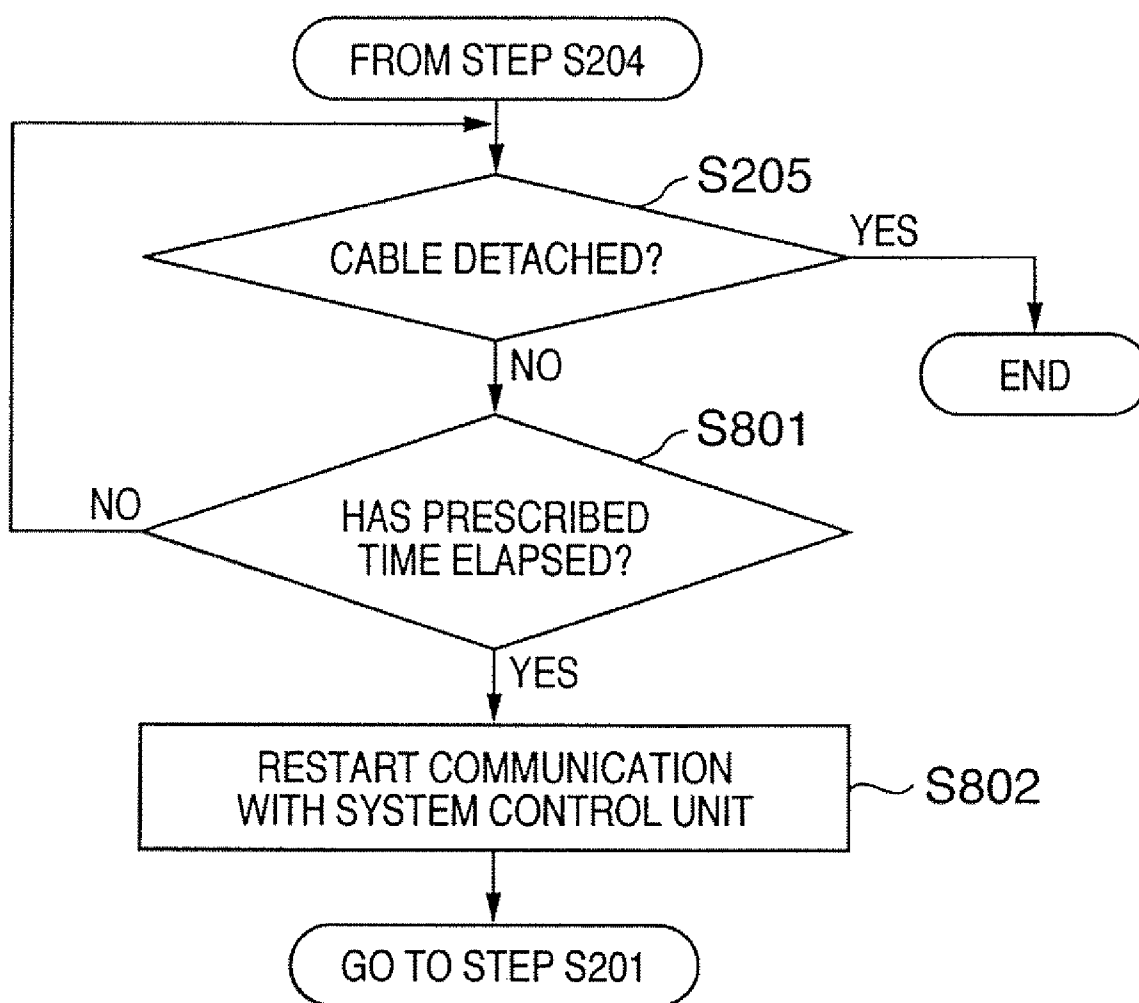 FROM STEP S204
S205
CABLE DETACHED?
YES
END
NO
S801
HAS PRESCRIBED
TIME ELAPSED?
NO
YES
RESTART COMMUNICATION
WITH SYSTEM CONTROL UNIT
S802
GO TO STEP S201